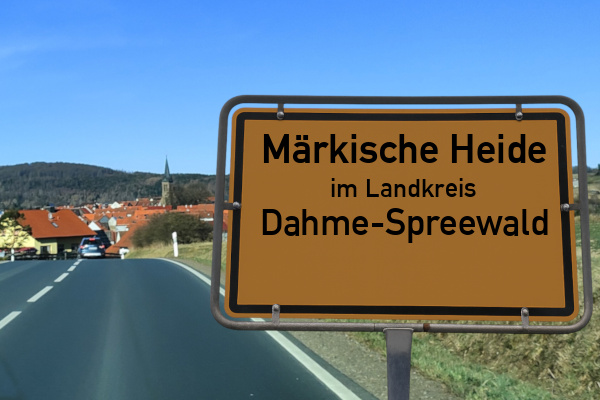 Märkische Heide
im Landkreis
Dahme-Spreewald